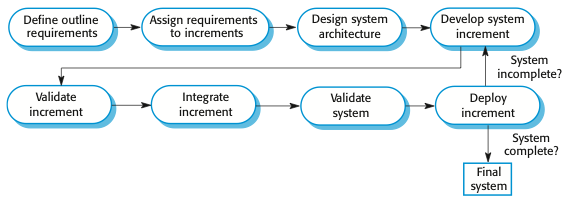 Define outline
requirements
Assign requirements
to increments
Design system
architecture
Develop system
increment
System
incomplete?
Validate
increment
Integrate
increment
Validate
system
Deploy
increment
System
complete?
Final
system